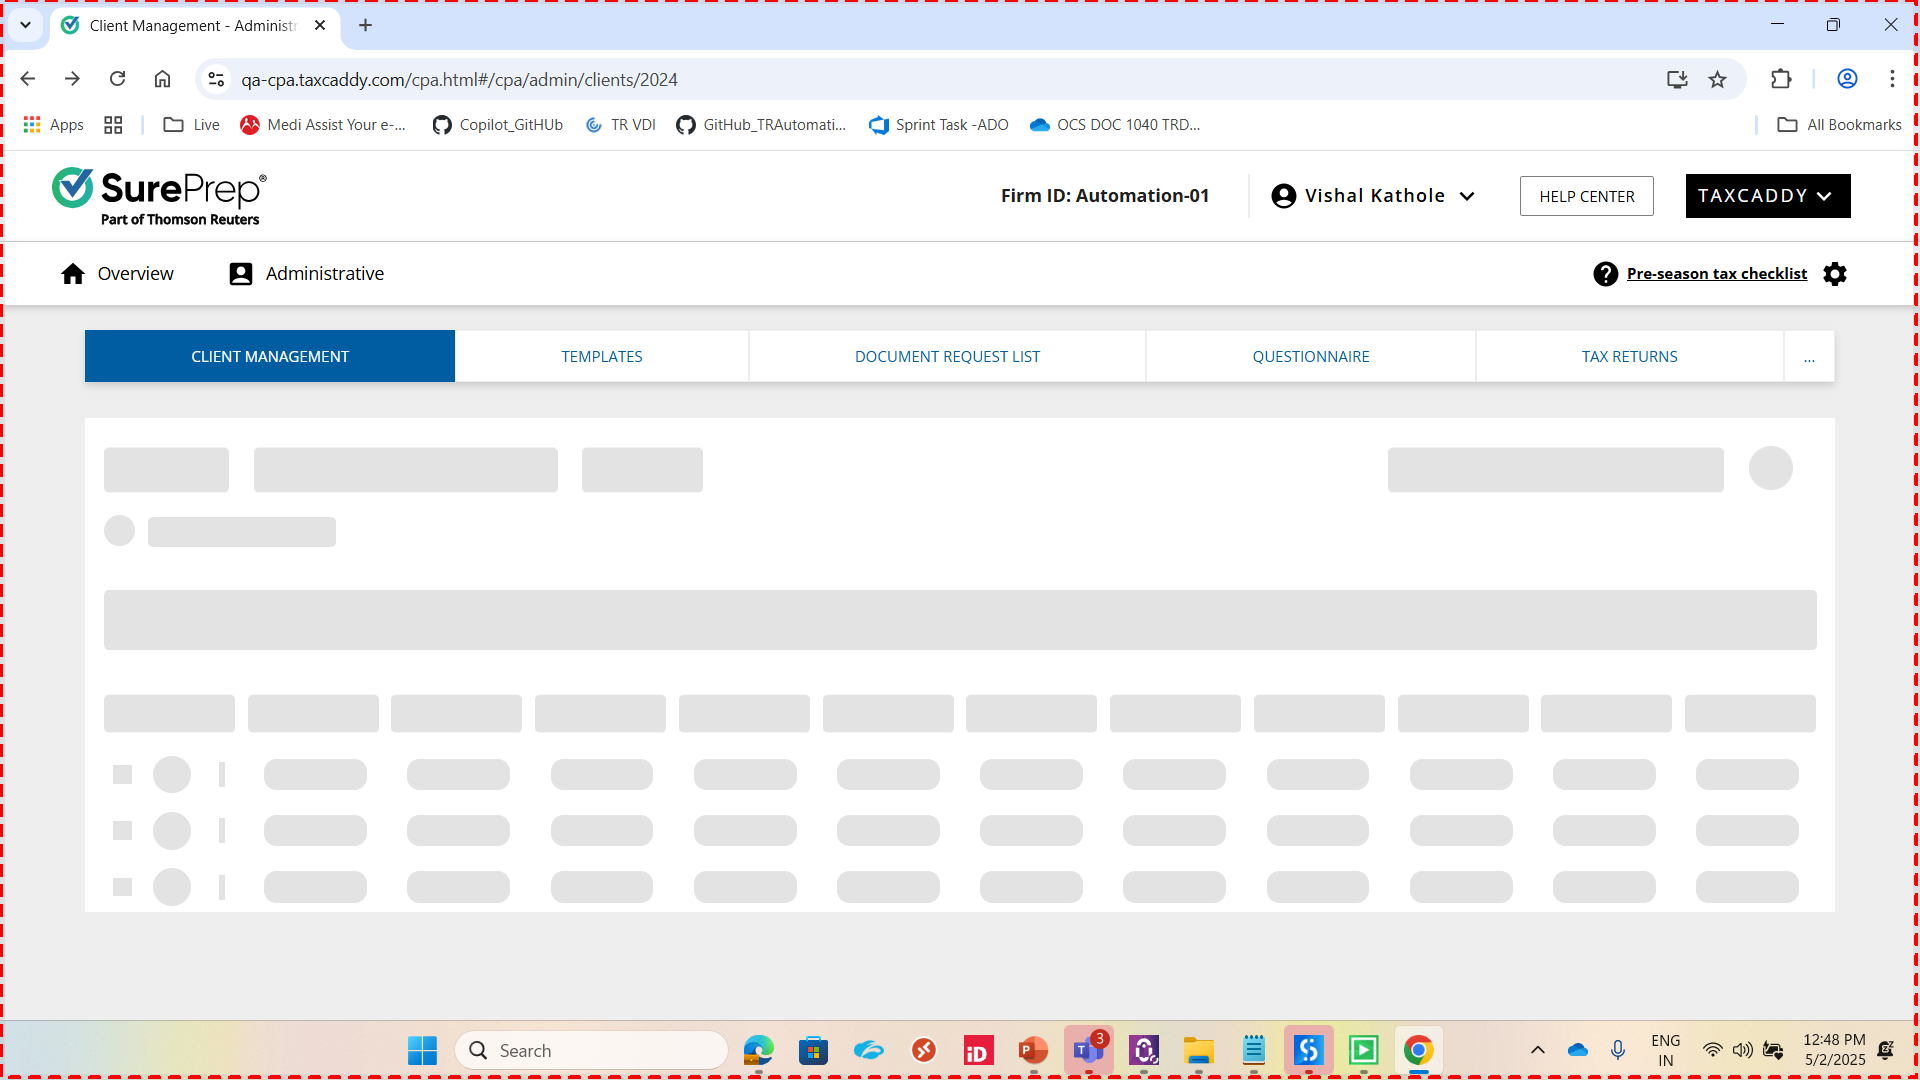 Client Management - Administr
qa-cpa.taxcaddy.com/cpa.html#/cpa/admin/clients/2024
Apps
Live
Medi Assist Your e-...
Copilot_GitHUb
TR VDI
GitHub_TRAutomati...
Sprint Task -ADO
OCS DOC 1040 TRD...
All Bookmarks
SurePrep®
Part of Thomson Reuters
Firm ID: Automation-01
Vishal Kathole
HELP CENTER
TAXCADDY
Overview
Administrative
Pre-season tax checklist
CLIENT MANAGEMENT
TEMPLATES
DOCUMENT REQUEST LIST
QUESTIONNAIRE
TAX RETURNS
...
Search
iD
P
T
3
ENG
IN
12:48 PM
5/2/2025